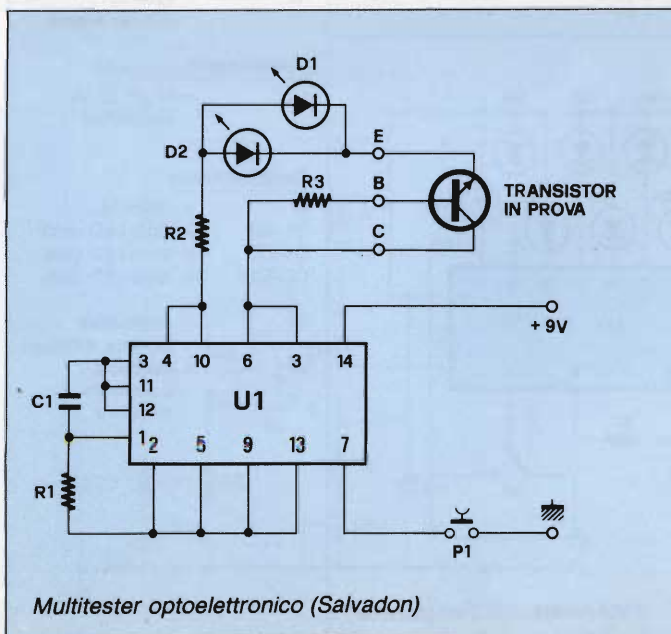 D1
D2
E
R3
B
TRANSISTOR
IN PROVA
R2
C
+ 9V
3 4 10 6 3 14
11
C1
12
U1
1
2 5 9 13 7
R1
P1
Multitester optoelettronico (Salvadon)